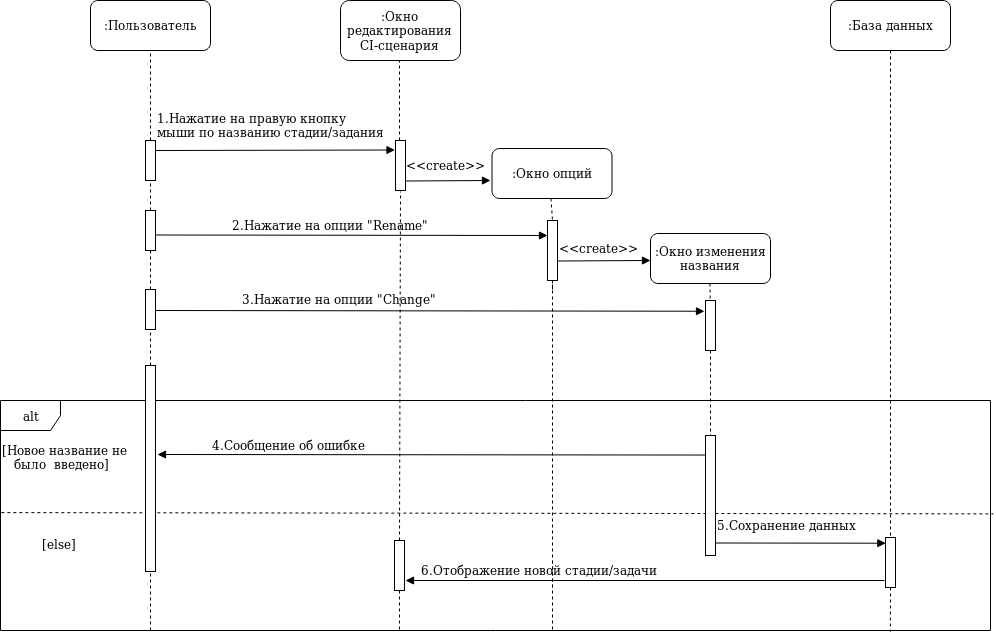 :Пользователь
:Окно
редактирования
CI-сценария
:База данных
1.Нажатие на правую кнопку
мыши по названию стадии/задания
<<create>>
:Окно опций
2.Нажатие на опции "Rename"
<<create>>
:Окно изменения
названия
3.Нажатие на опции "Change"
alt
[Новое название не
было введено]
4.Сообщение об ошибке
5.Сохранение данных
[else]
6.Отображение новой стадии/задачи